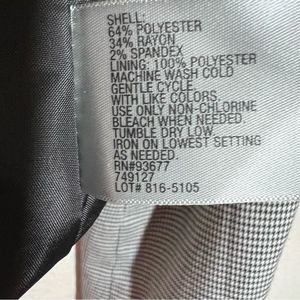 SHELL:
64% POLYESTER
34% RAYON
2% SPANDEX
LINING: 100% POLYESTER
MACHINE WASH COLD
GENTLE CYCLE.
WITH LIKE COLORS.
USE ONLY NON-CHLORINE
BLEACH WHEN NEEDED.
TUMBLE DRY LOW.
IRON ON LOWEST SETTING
AS NEEDED.
RN#93677
749127
LOT# 816-5105